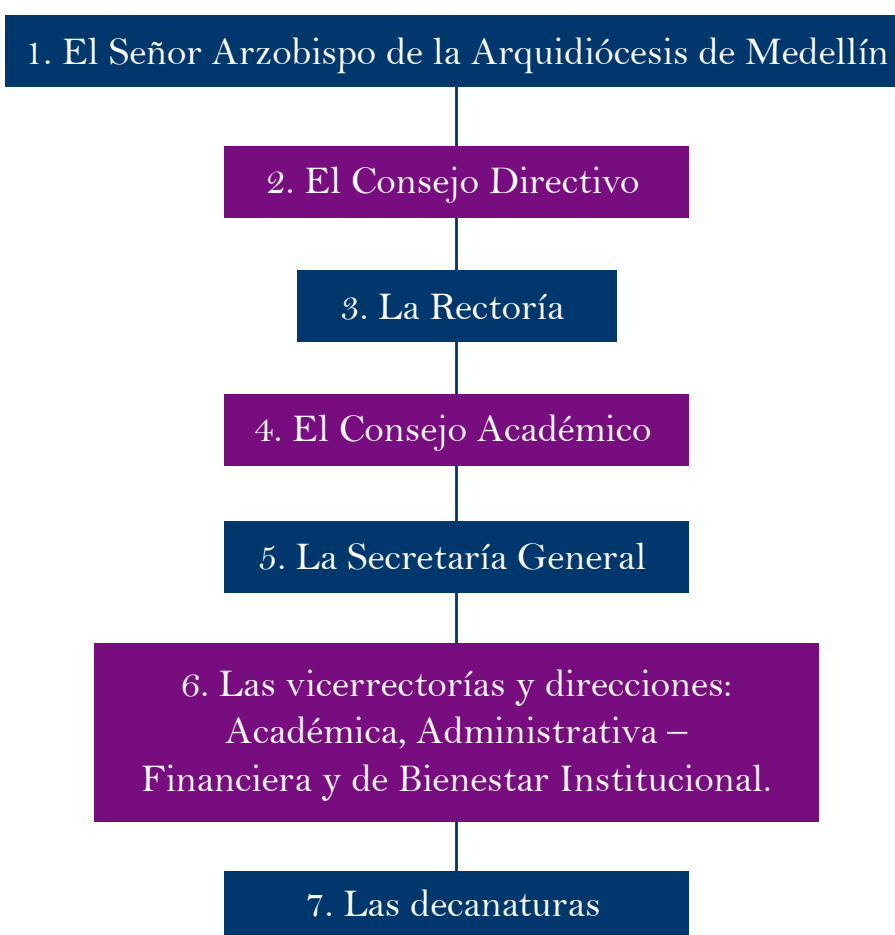 1. El Señor Arzobispo de la Arquidiócesis de Medellín
2. El Consejo Directivo
3. La Rectoría
4. El Consejo Académico
5. La Secretaría General
6. Las vicerrectorías y direcciones:
Académica, Administrativa –
Financiera y de Bienestar Institucional.
7. Las decanaturas